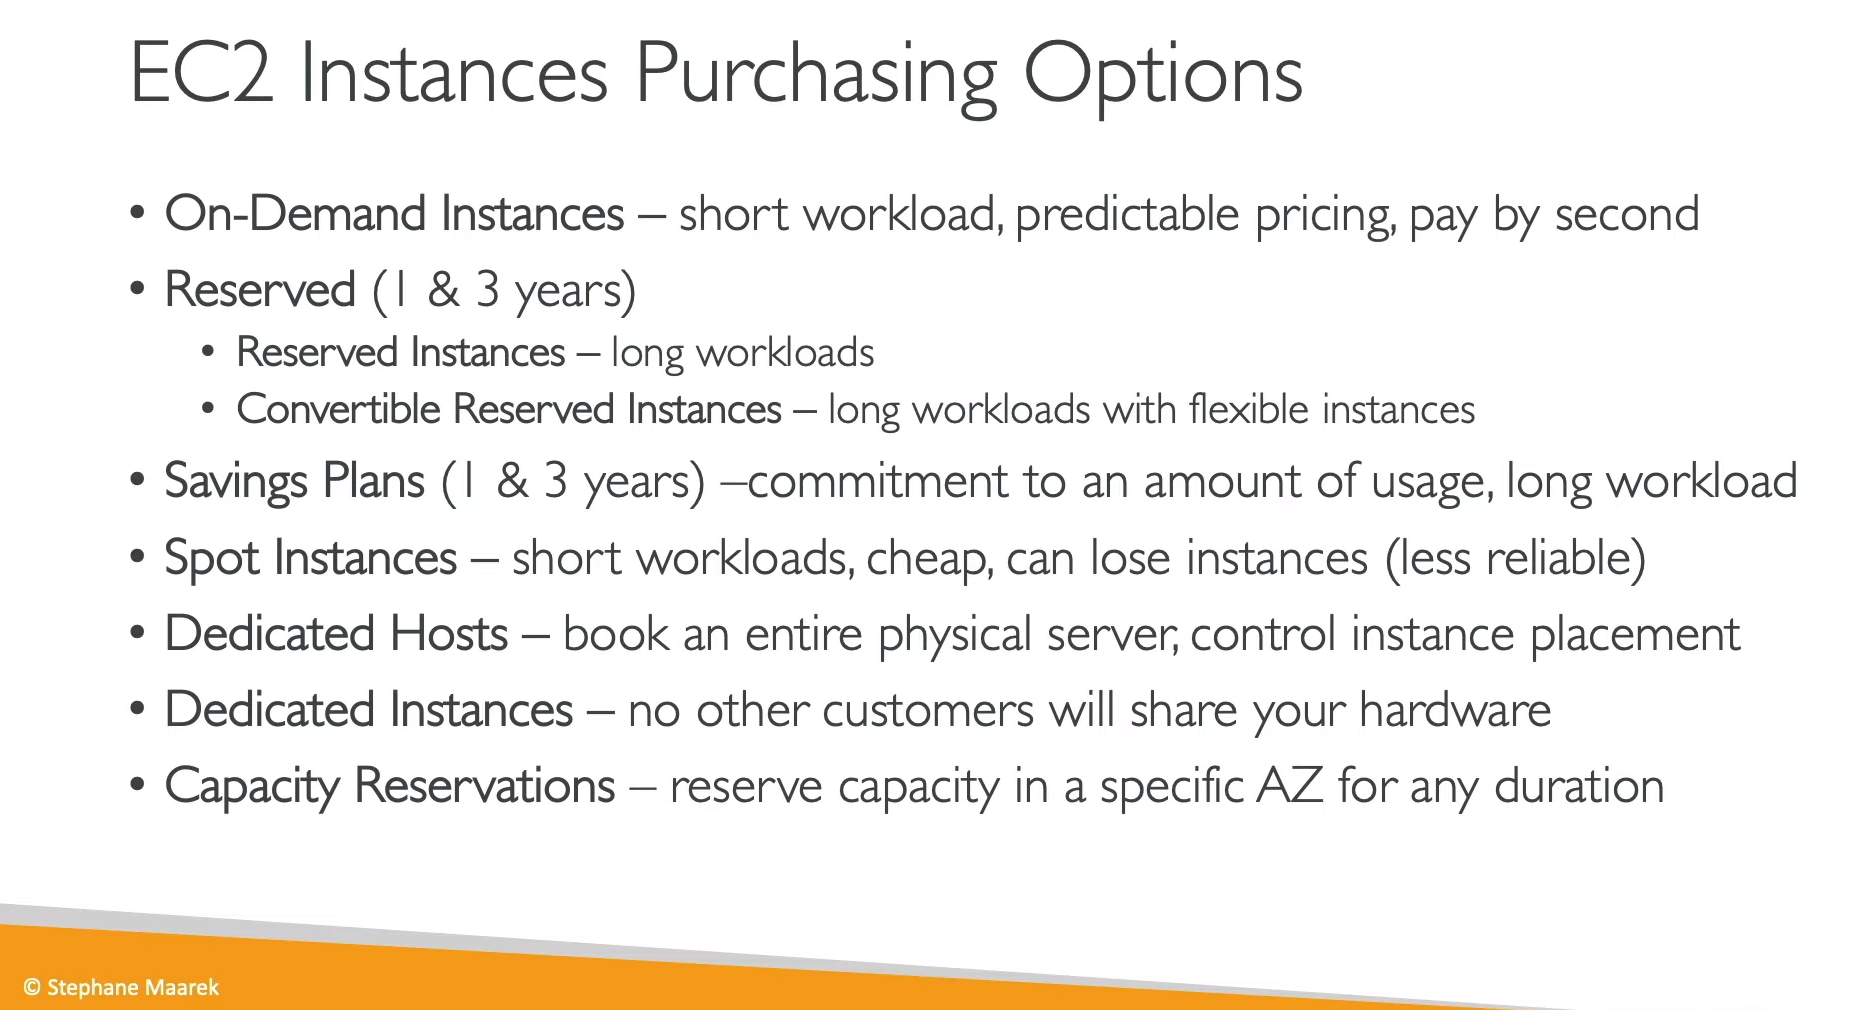 EC2 Instances Purchasing Options
• On-Demand Instances – short workload, predictable pricing, pay by second
• Reserved (1 & 3 years)
• Reserved Instances – long workloads
• Convertible Reserved Instances – long workloads with flexible instances
• Savings Plans (1 & 3 years) –commitment to an amount of usage, long workload
• Spot Instances – short workloads, cheap, can lose instances (less reliable)
• Dedicated Hosts – book an entire physical server, control instance placement
• Dedicated Instances – no other customers will share your hardware
• Capacity Reservations – reserve capacity in a specific AZ for any duration
© Stephane Maarek